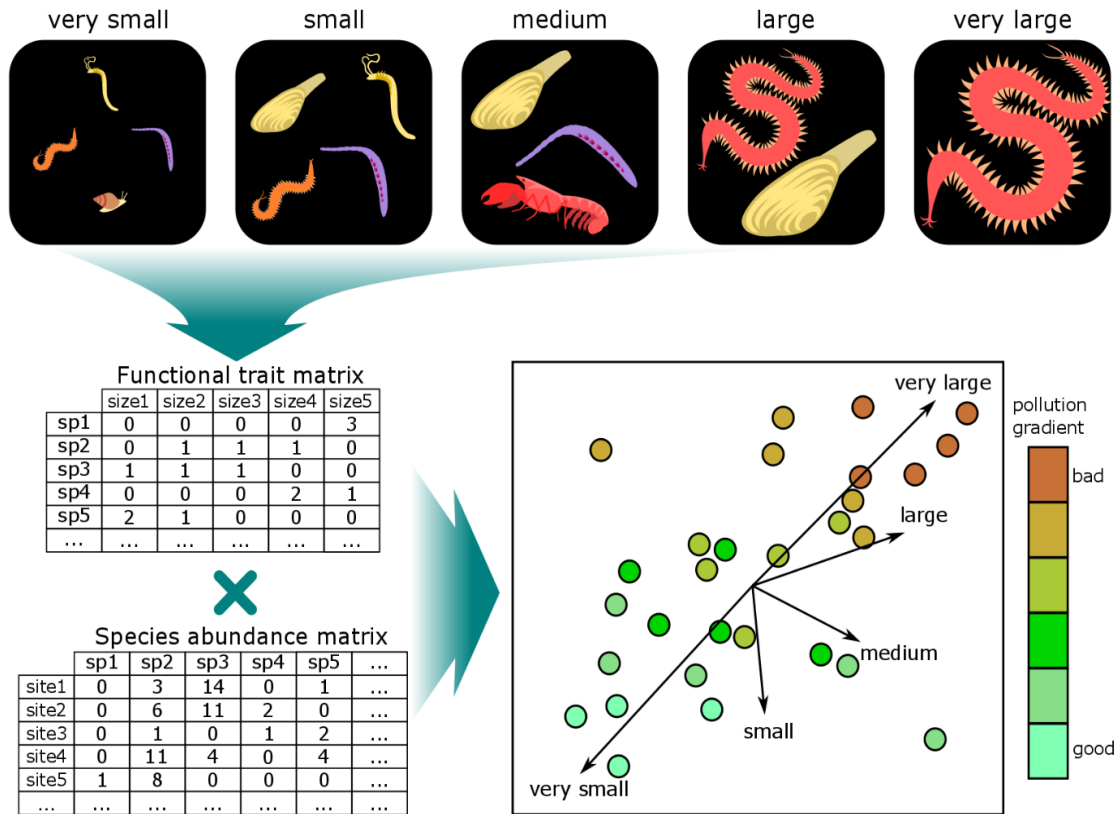 very small small medium large very large
Functional trait matrix
size1 size2 size3 size4 size5
sp1 0 0 0 0 3
sp2 0 1 1 1 0
sp3 1 1 1 0 0
sp4 0 0 0 2 1
sp5 2 1 0 0 0
... ... ... ... ... ...
Species abundance matrix
sp1 sp2 sp3 sp4 sp5 ...
site1 0 3 14 0 1 ...
site2 0 6 11 2 0 ...
site3 0 1 0 1 2 ...
site4 0 11 4 0 4 ...
site5 1 8 0 0 0 ...
... ... ... ... ... ... ...
very large
large
medium
small
very small
pollution
gradient
bad
good